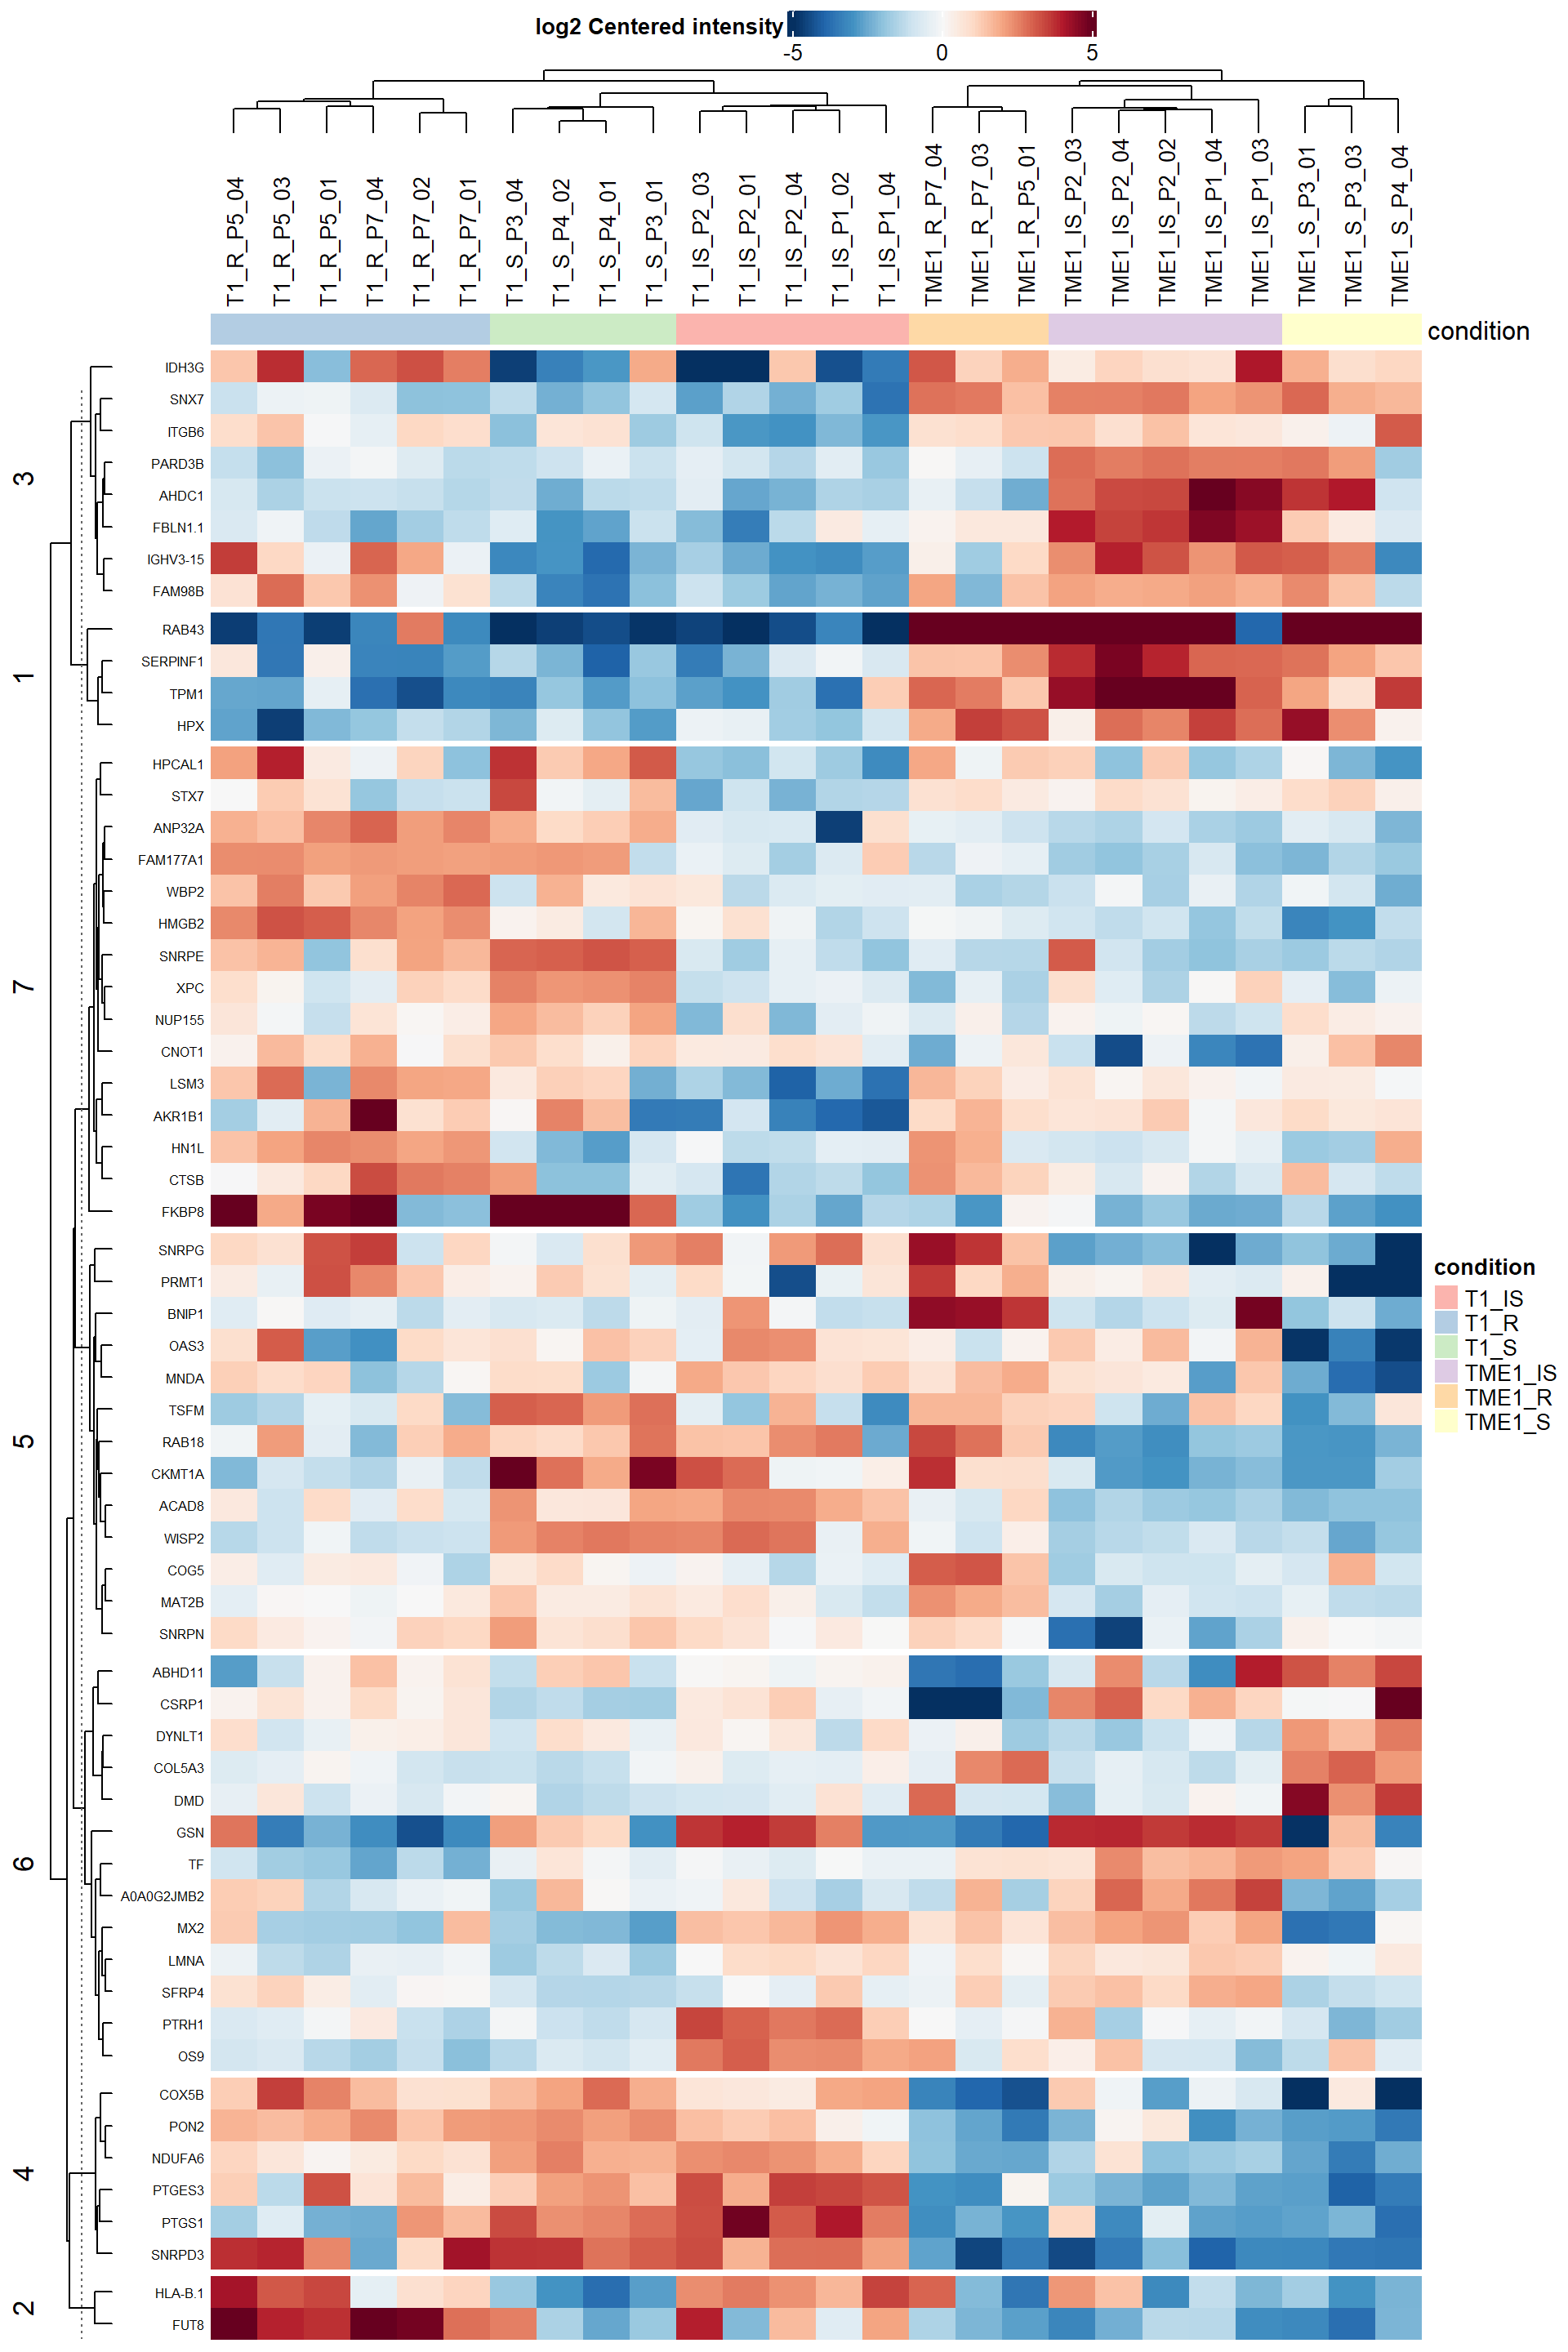 log2 Centered intensity
-5 0 5
T1_R_P5_04
T1_R_P5_03
T1_R_P5_01
T1_R_P7_04
T1_R_P7_02
T1_R_P7_01
T1_S_P3_04
T1_S_P4_02
T1_S_P4_01
T1_S_P3_01
T1_IS_P2_03
T1_IS_P2_01
T1_IS_P2_04
T1_IS_P1_02
T1_IS_P1_04
TME1_R_P7_04
TME1_R_P7_03
TME1_R_P5_01
TME1_IS_P2_03
TME1_IS_P2_04
TME1_IS_P2_02
TME1_IS_P1_04
TME1_IS_P1_03
TME1_S_P3_01
TME1_S_P3_03
TME1_S_P4_04
condition
3
IDH3G
SNX7
ITGB6
PARD3B
AHDC1
FBLN1.1
IGHV3-15
FAM98B
1
RAB43
SERPINF1
TPM1
HPX
7
HPCAL1
STX7
ANP32A
FAM177A1
WBP2
HMGB2
SNRPE
XPC
NUP155
CNOT1
LSM3
AKR1B1
HN1L
CTSB
FKBP8
5
SNRPG
PRMT1
BNIP1
OAS3
MNDA
TSFM
RAB18
CKMT1A
ACAD8
WISP2
COG5
MAT2B
SNRPN
6
ABHD11
CSRP1
DYNLT1
COL5A3
DMD
GSN
TF
A0A0G2JMB2
MX2
LMNA
SFRP4
PTRH1
OS9
4
COX5B
PON2
NDUFA6
PTGES3
PTGS1
SNRPD3
2
HLA-B.1
FUT8
condition
T1_IS
T1_R
T1_S
TME1_IS
TME1_R
TME1_S